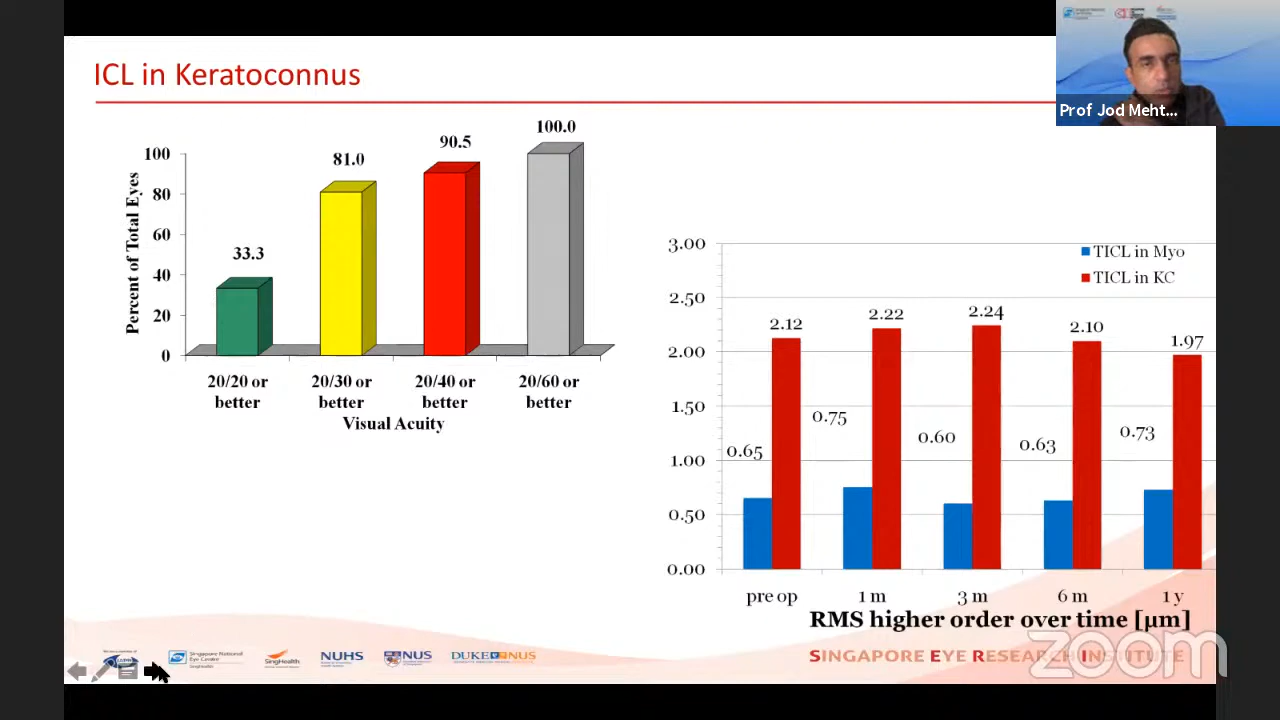 ICL in Keratoconnus
Prof Jod Meht...
Percent of Total Eyes
100
80
60
40
20
0
33.3
81.0
90.5
100.0
20/20 or
better
20/30 or
better
20/40 or
better
20/60 or
better
Visual Acuity
3.00
2.50
2.00
1.50
1.00
0.50
0.00
TICL in Myo
TICL in KC
0.65
2.12
0.75
2.22
0.60
2.24
0.63
2.10
0.73
1.97
pre op
1 m
3 m
6 m
1 y
RMS higher order over time [µm]
Singapore National
Eye Centre
SingHealth
SingHealth
NUHS
NUS
DUKE NUS
SINGAPORE EYE RESEARCH INSTITUTE
zoom